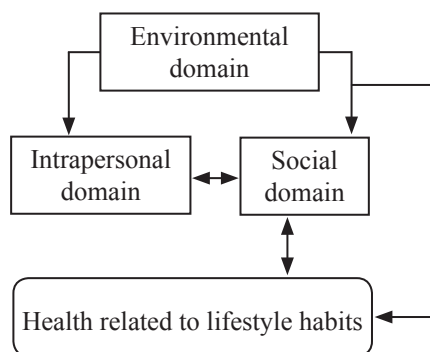 Environmental
domain
Intrapersonal
domain
Social
domain
Health related to lifestyle habits